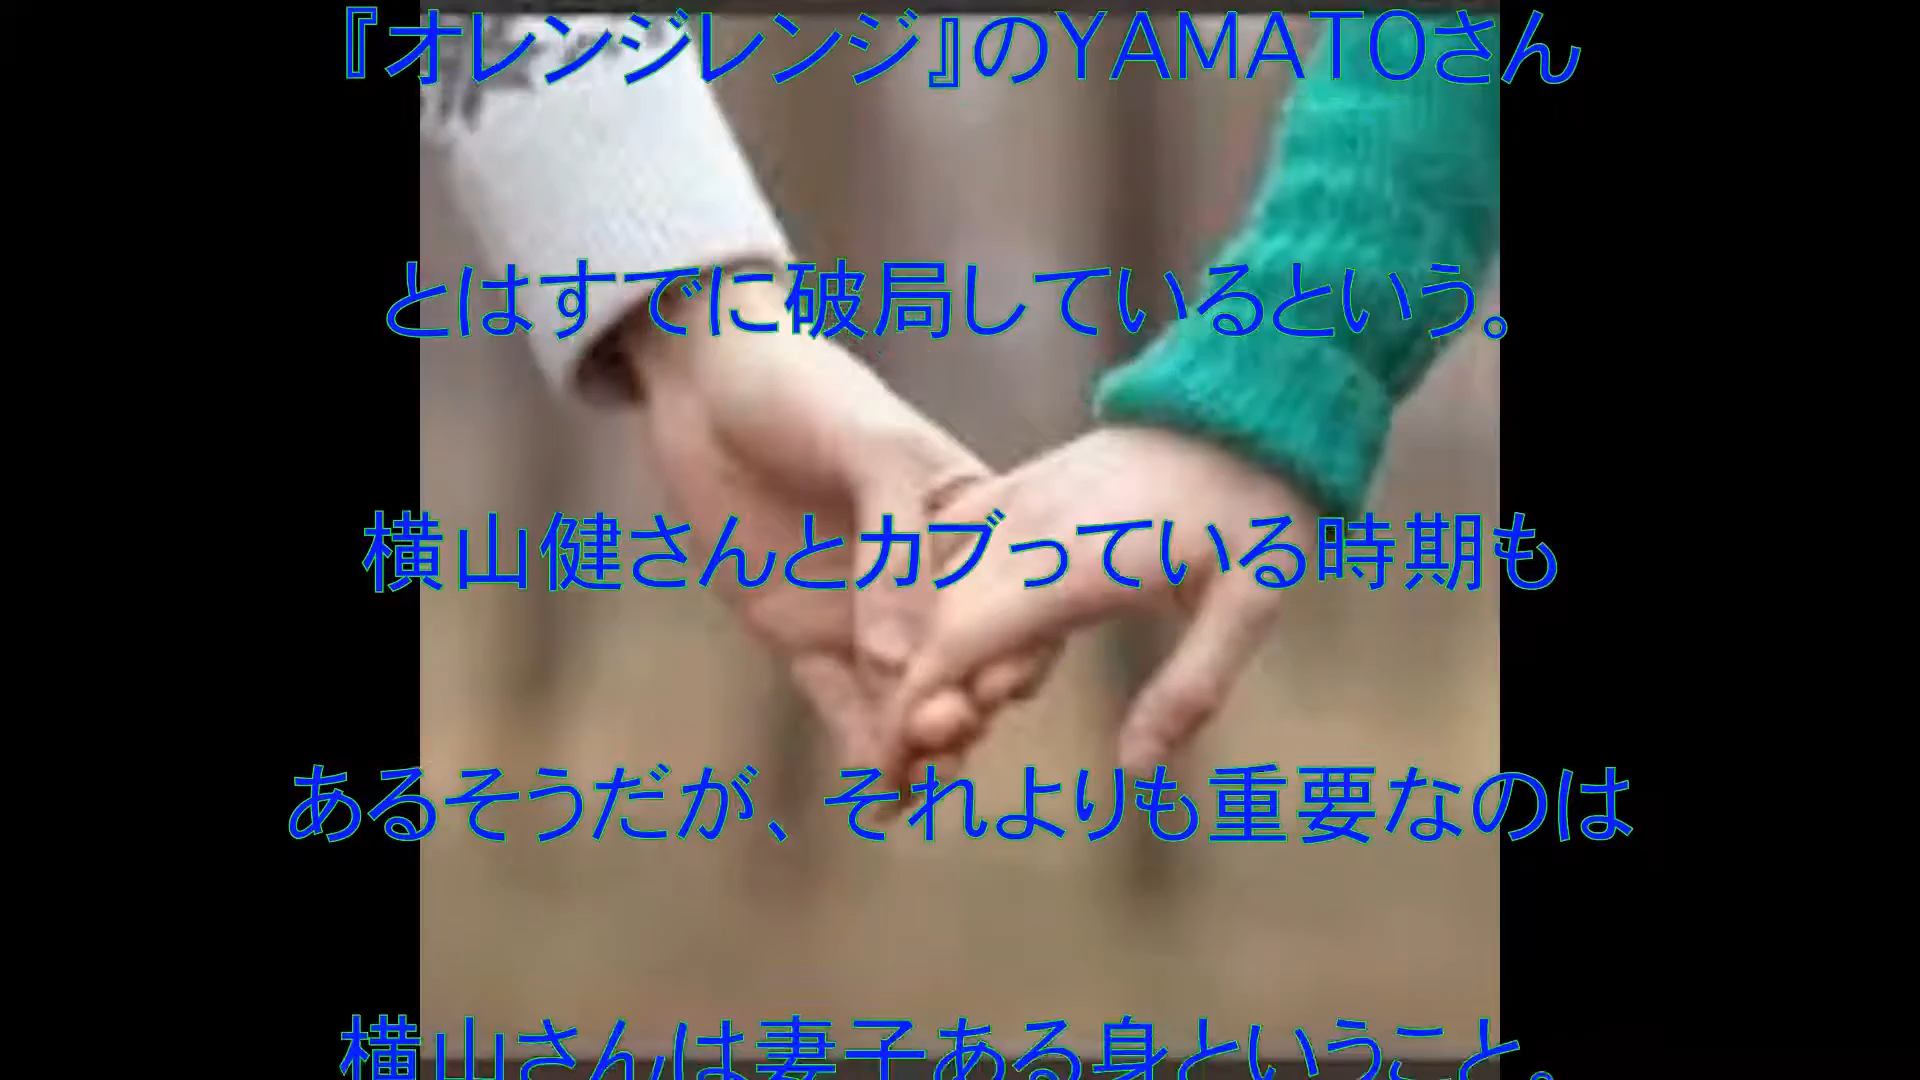 『オレンジレンジ』のYAMATOさん
とはすでに破局しているという。
横山健さんとカブっている時期も
あるそうだが、それよりも重要なのは
横山さんは妻子ある身ということ。